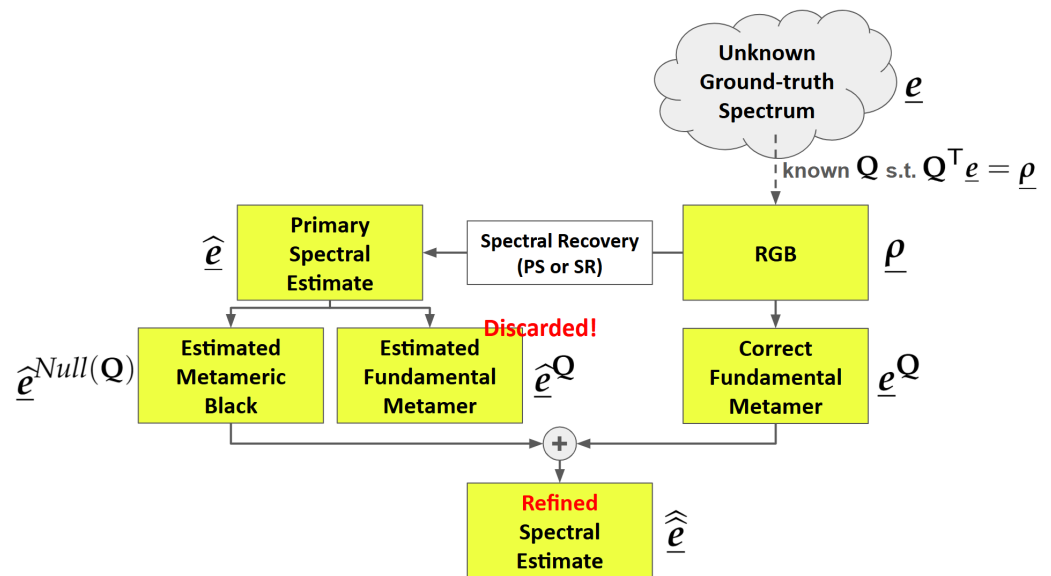 Unknown
Ground-truth
Spectrum
e̲
known Q s.t. Qᵀe̲ = ρ̲
Primary
Spectral
Estimate
ê̲
Spectral Recovery
(PS or SR)
RGB
ρ̲
Discarded!
ê̲^Null(Q)
Estimated
Metameric
Black
Estimated
Fundamental
Metamer
ê̲^Q
Correct
Fundamental
Metamer
e̲^Q
+
Refined
Spectral
Estimate
ê̲̂